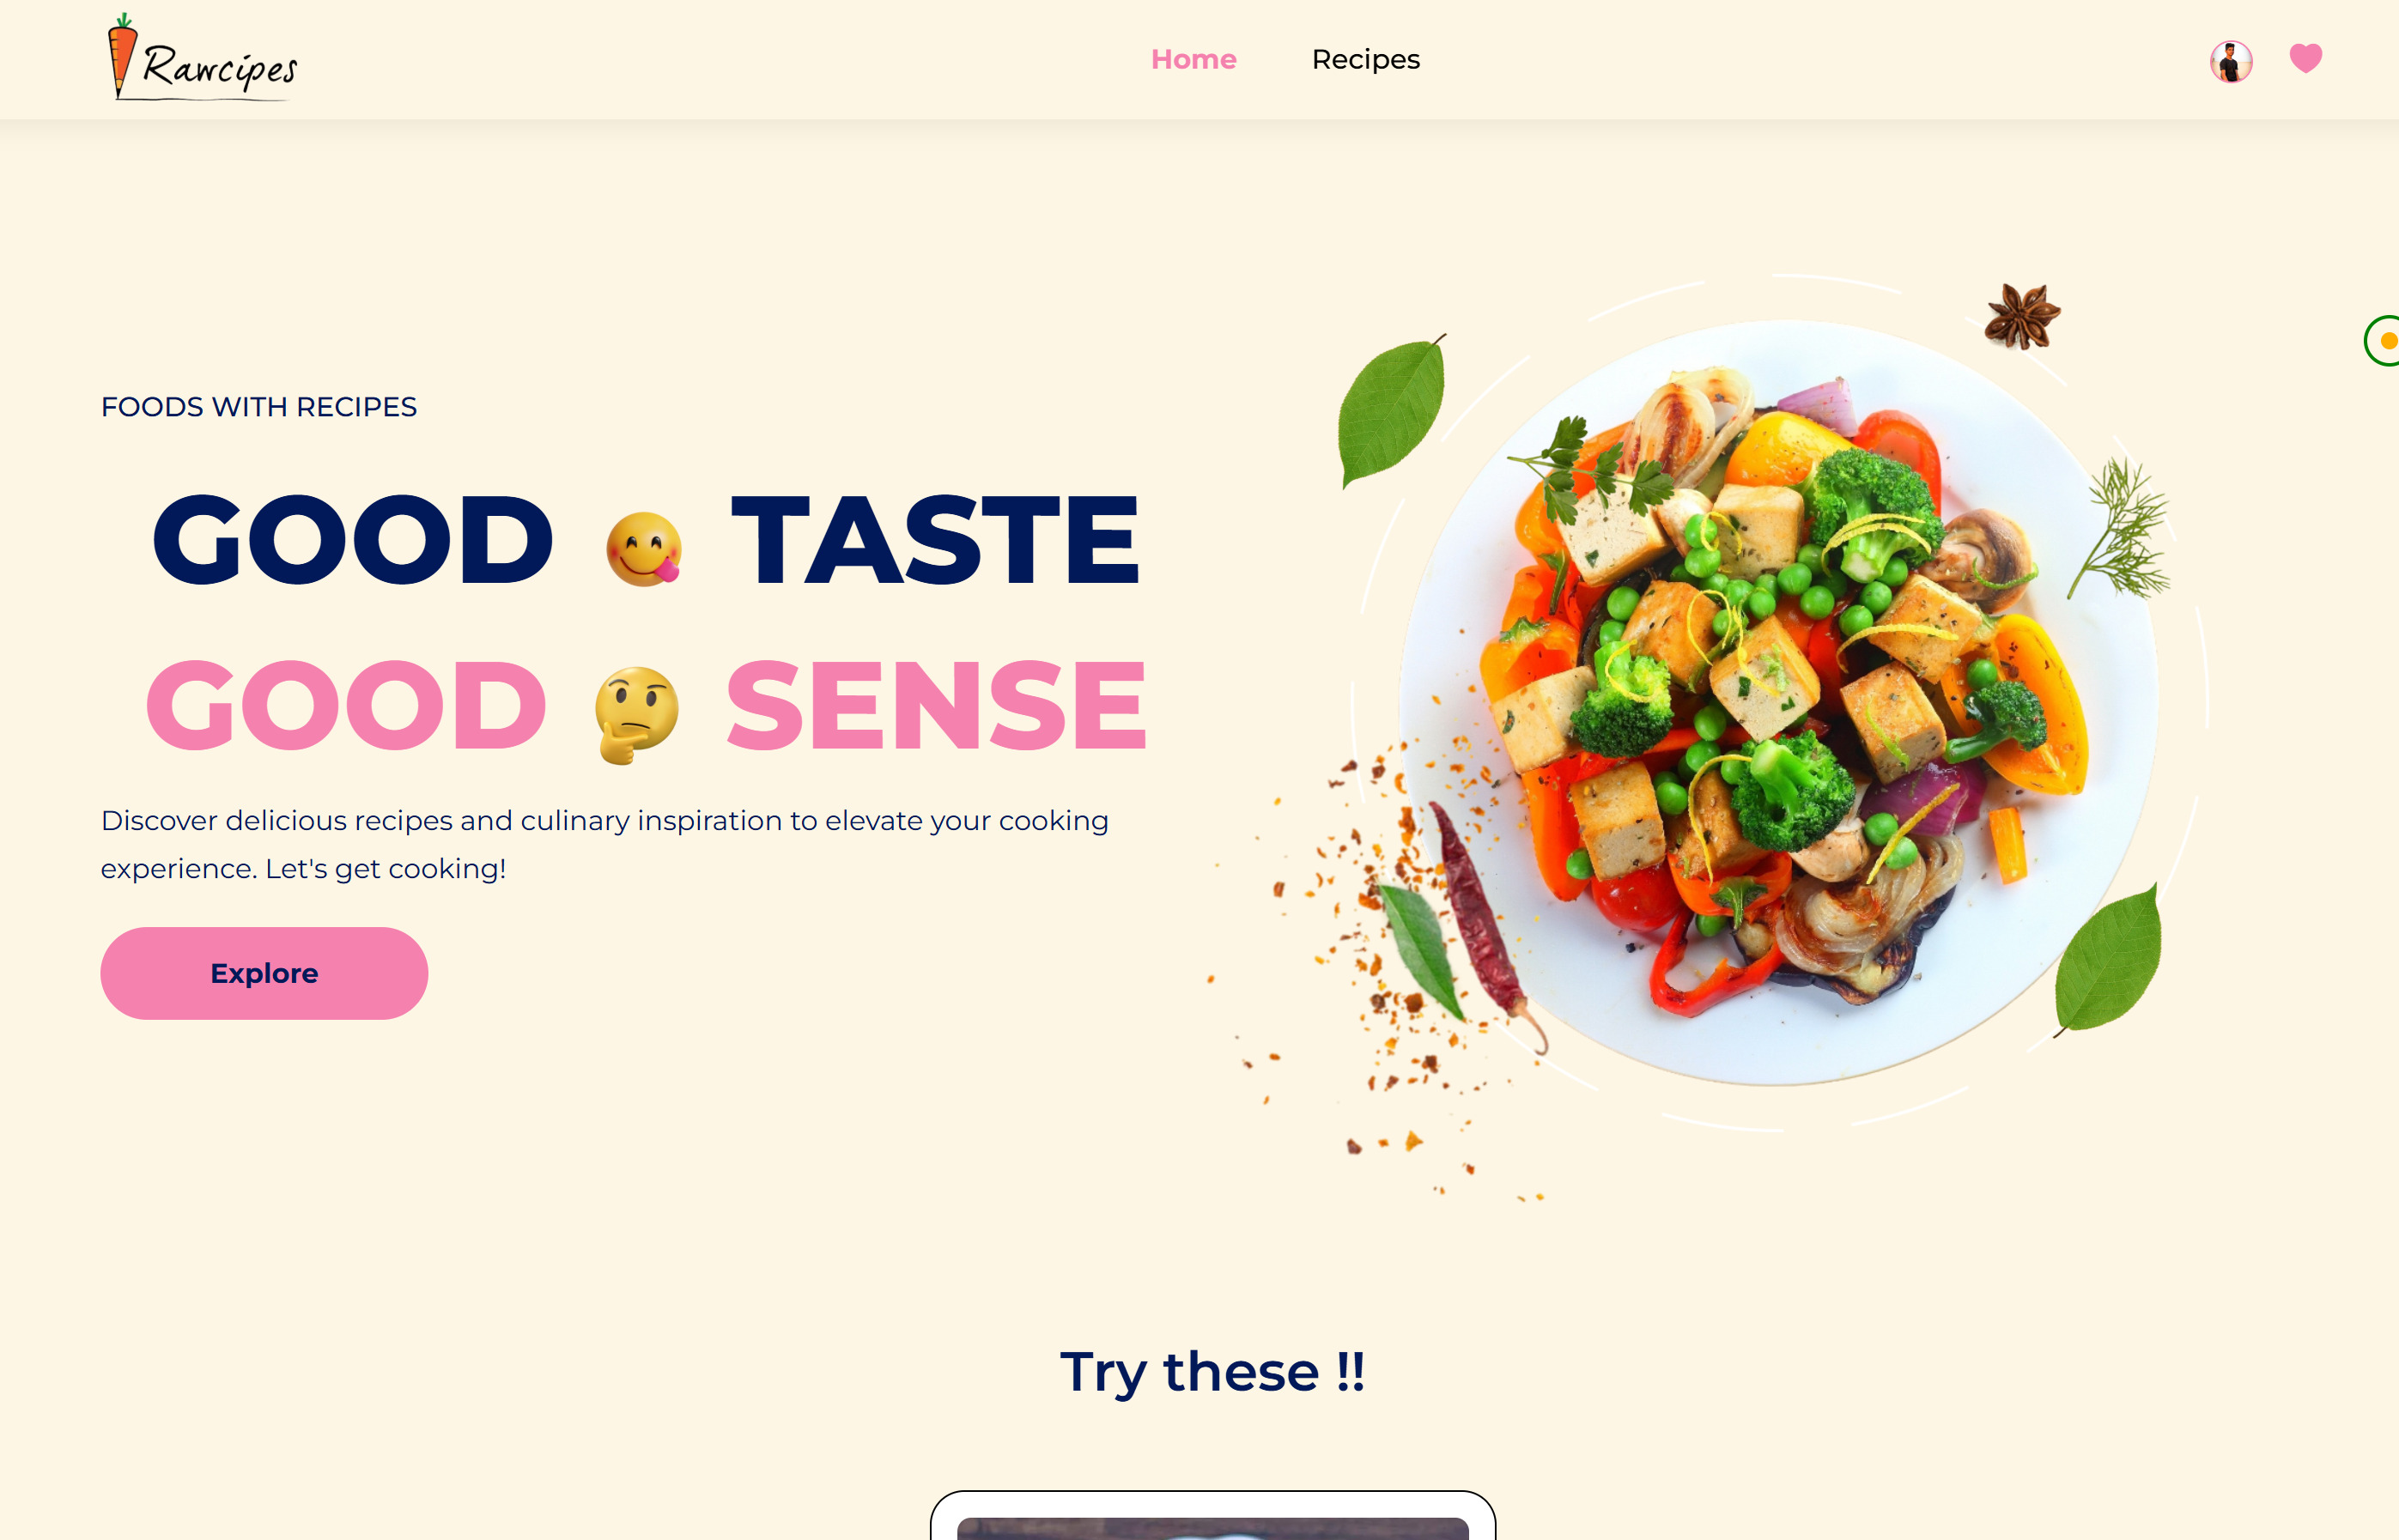 Rawcipes
Home Recipes
FOODS WITH RECIPES
GOOD 😋 TASTE
GOOD 🤔 SENSE
Discover delicious recipes and culinary inspiration to elevate your cooking
experience. Let's get cooking!
Explore
Try these !!